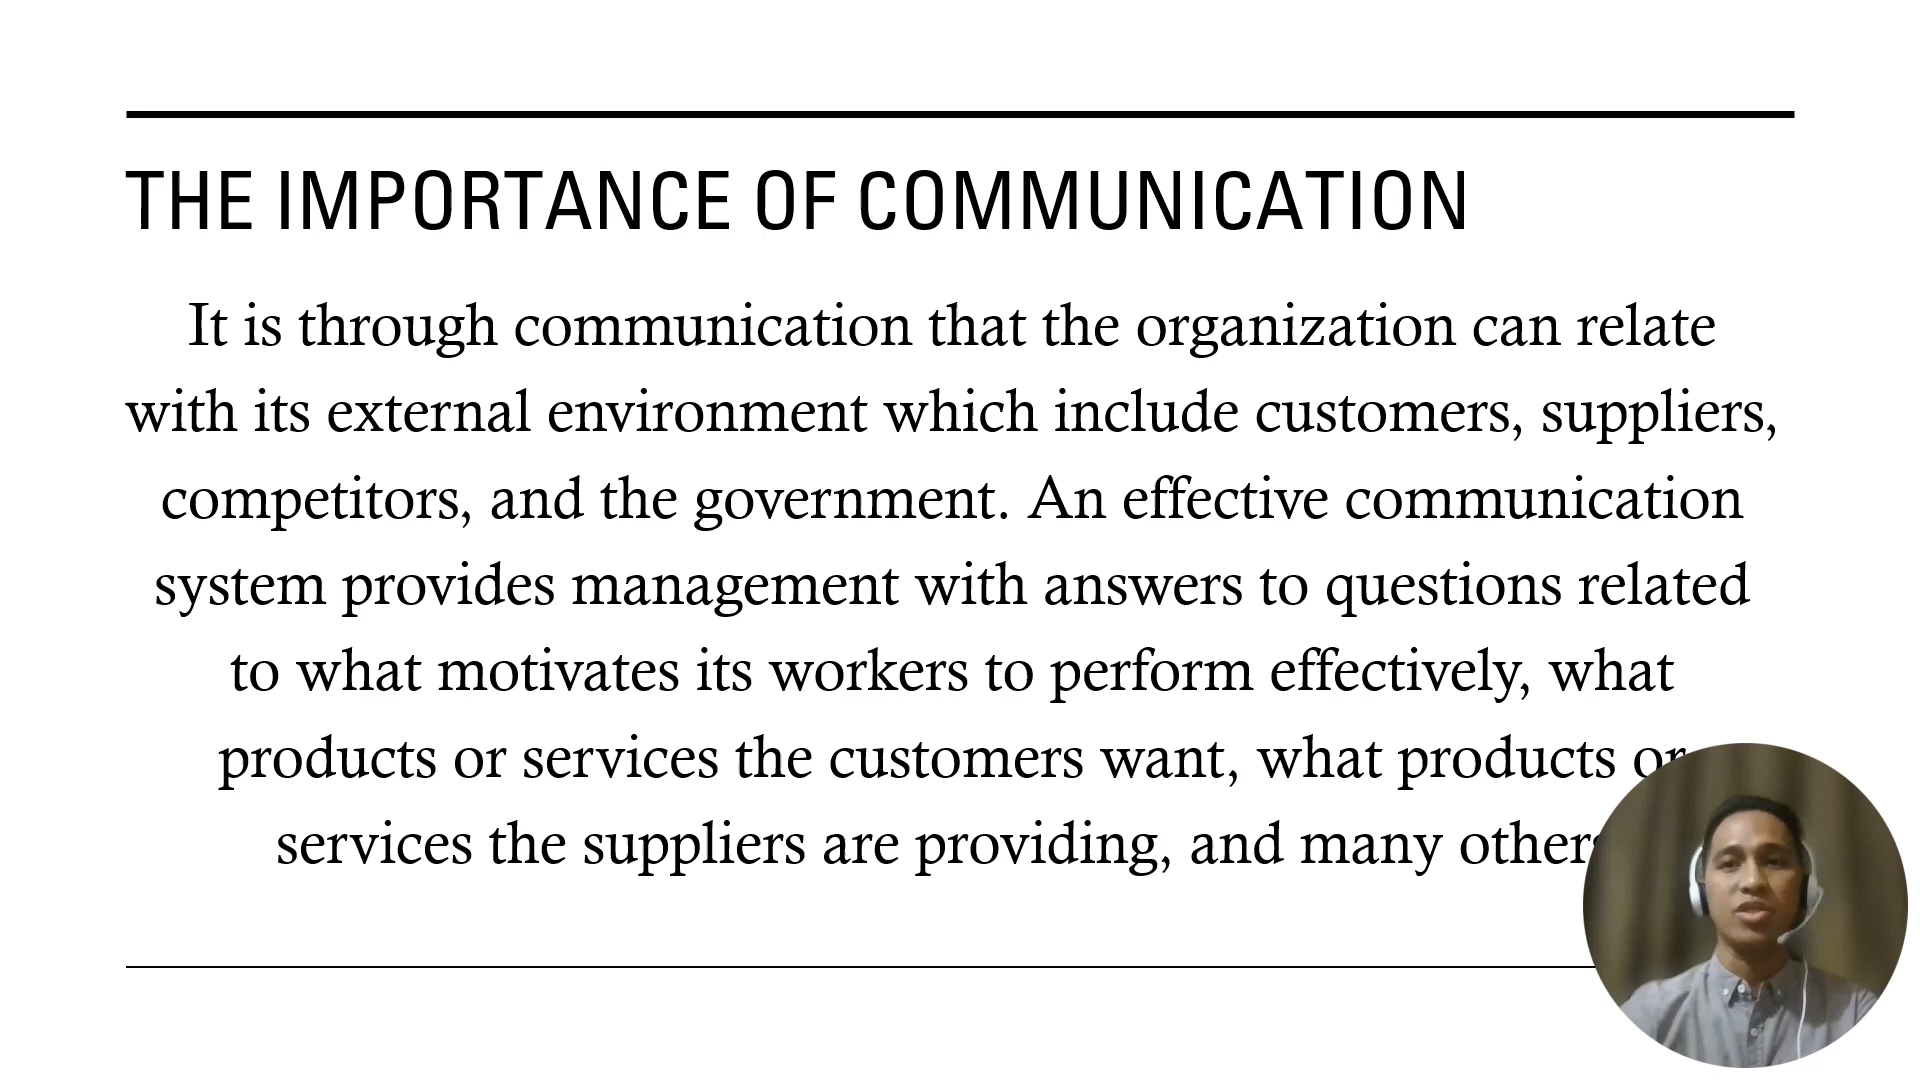 THE IMPORTANCE OF COMMUNICATION
It is through communication that the organization can relate
with its external environment which include customers, suppliers,
competitors, and the government. An effective communication
system provides management with answers to questions related
to what motivates its workers to perform effectively, what
products or services the customers want, what products or
services the suppliers are providing, and many others